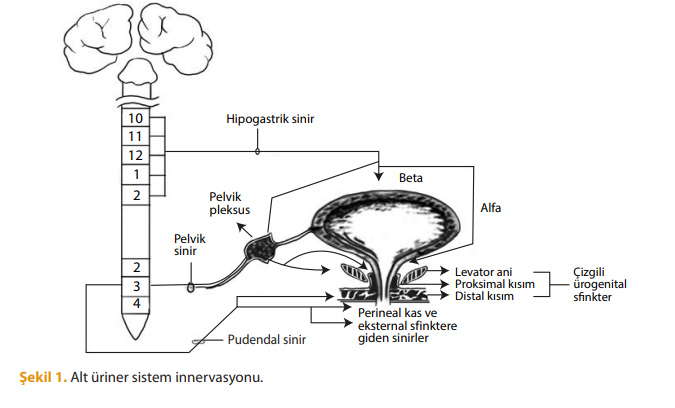 10
11
12
1
2
2
3
4
Hipogastrik sinir
Beta
Alfa
Pelvik
pleksus
Pelvik
sinir
Levator ani
Proksimal kısım
Distal kısım
Çizgili
ürogenital
sfinkter
Perineal kas ve
eksternal sfinktere
giden sinirler
Pudendal sinir
Şekil 1. Alt üriner sistem innervasyonu.